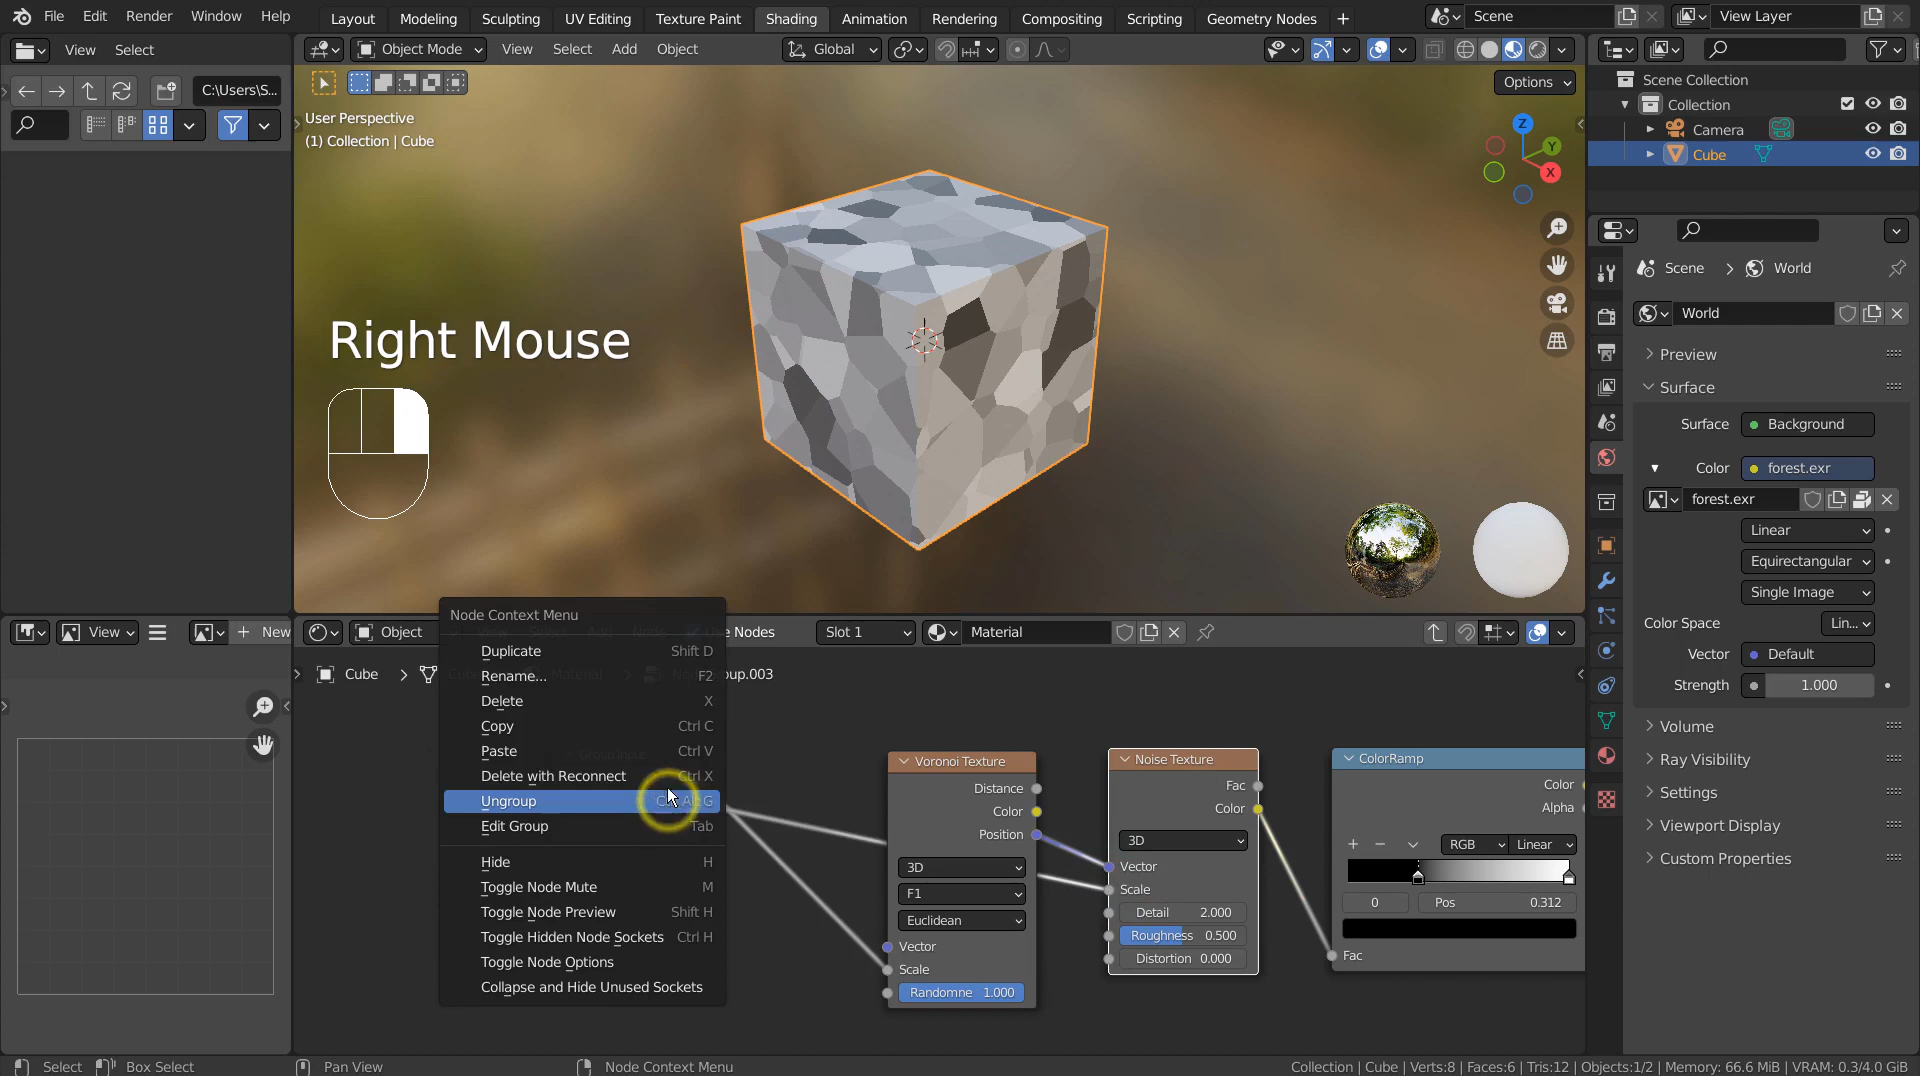 File Edit Render Window Help
Layout Modeling Sculpting UV Editing Texture Paint Shading Animation Rendering Compositing Scripting Geometry Nodes +
Scene
View Layer
View Select
Object Mode View Select Add Object
Global
C:\Users\S...
Options
User Perspective
(1) Collection | Cube
Z
Y
X
Right Mouse
Scene Collection
Collection
Camera
Cube
Scene > World
World
Preview
Surface
Surface Background
Color forest.exr
forest.exr
Linear
Equirectangular
Single Image
Color Space Lin...
Vector Default
Strength 1.000
Volume
Ray Visibility
Settings
Viewport Display
Custom Properties
View
+ New
Object
Use Nodes
Slot 1
Material
Cube
oup.003
Node Context Menu
Duplicate Shift D
Rename... F2
Delete X
Copy Ctrl C
Paste Ctrl V
Delete with Reconnect Ctrl X
Ungroup Ctrl Alt G
Edit Group Tab
Hide H
Toggle Node Mute M
Toggle Node Preview Shift H
Toggle Hidden Node Sockets Ctrl H
Toggle Node Options
Collapse and Hide Unused Sockets
Voronoi Texture
Distance
Color
Position
3D
F1
Euclidean
Vector
Scale
Randomne 1.000
Noise Texture
Fac
Color
3D
Vector
Scale
Detail 2.000
Roughness 0.500
Distortion 0.000
ColorRamp
Color
Alpha
+ − RGB Linear
0 Pos 0.312
Fac
Select Box Select Pan View Node Context Menu
Collection | Cube | Verts:8 | Faces:6 | Tris:12 | Objects:1/2 | Memory: 66.6 MiB | VRAM: 0.3/4.0 GiB